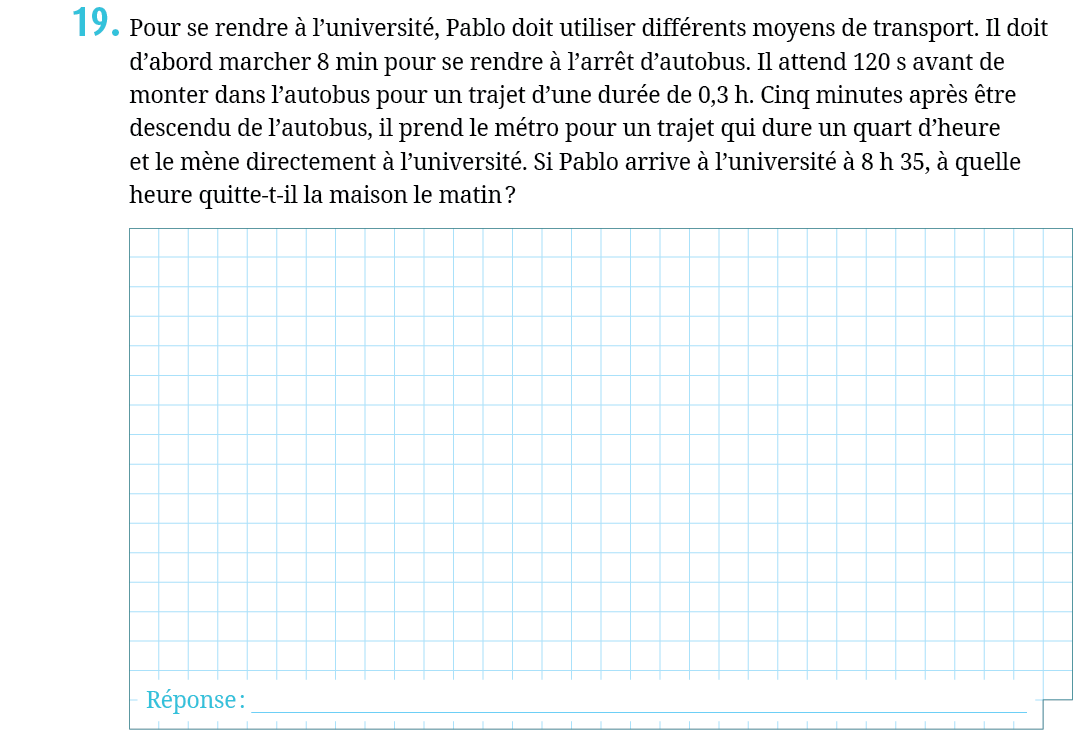 19. Pour se rendre à l’université, Pablo doit utiliser différents moyens de transport. Il doit
d’abord marcher 8 min pour se rendre à l’arrêt d’autobus. Il attend 120 s avant de
monter dans l’autobus pour un trajet d’une durée de 0,3 h. Cinq minutes après être
descendu de l’autobus, il prend le métro pour un trajet qui dure un quart d’heure
et le mène directement à l’université. Si Pablo arrive à l’université à 8 h 35, à quelle
heure quitte-t-il la maison le matin ?
Réponse :